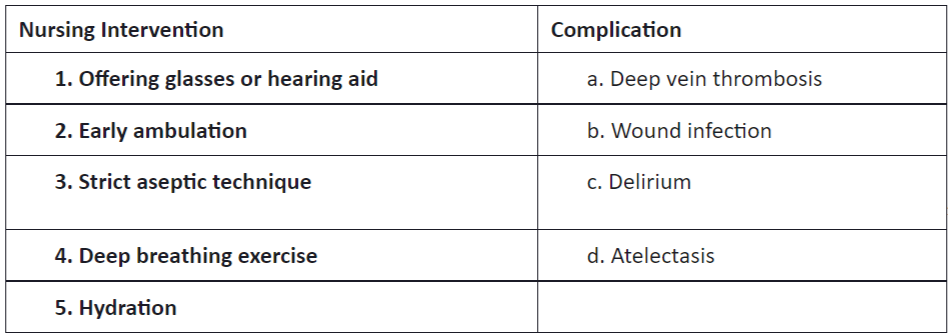 Nursing Intervention Complication
1. Offering glasses or hearing aid a. Deep vein thrombosis
2. Early ambulation b. Wound infection
3. Strict aseptic technique c. Delirium
4. Deep breathing exercise d. Atelectasis
5. Hydration